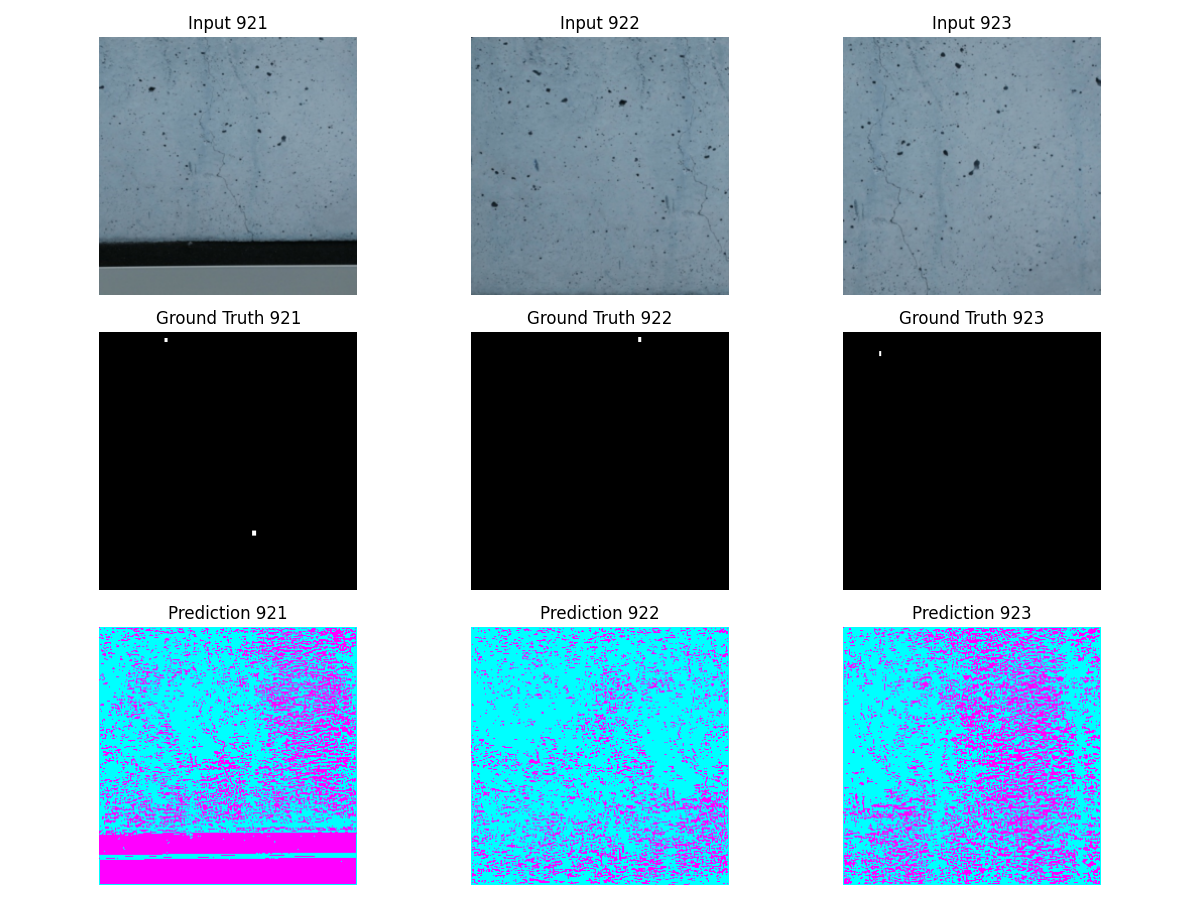 Input 921
Input 922
Input 923
Ground Truth 921
Ground Truth 922
Ground Truth 923
Prediction 921
Prediction 922
Prediction 923